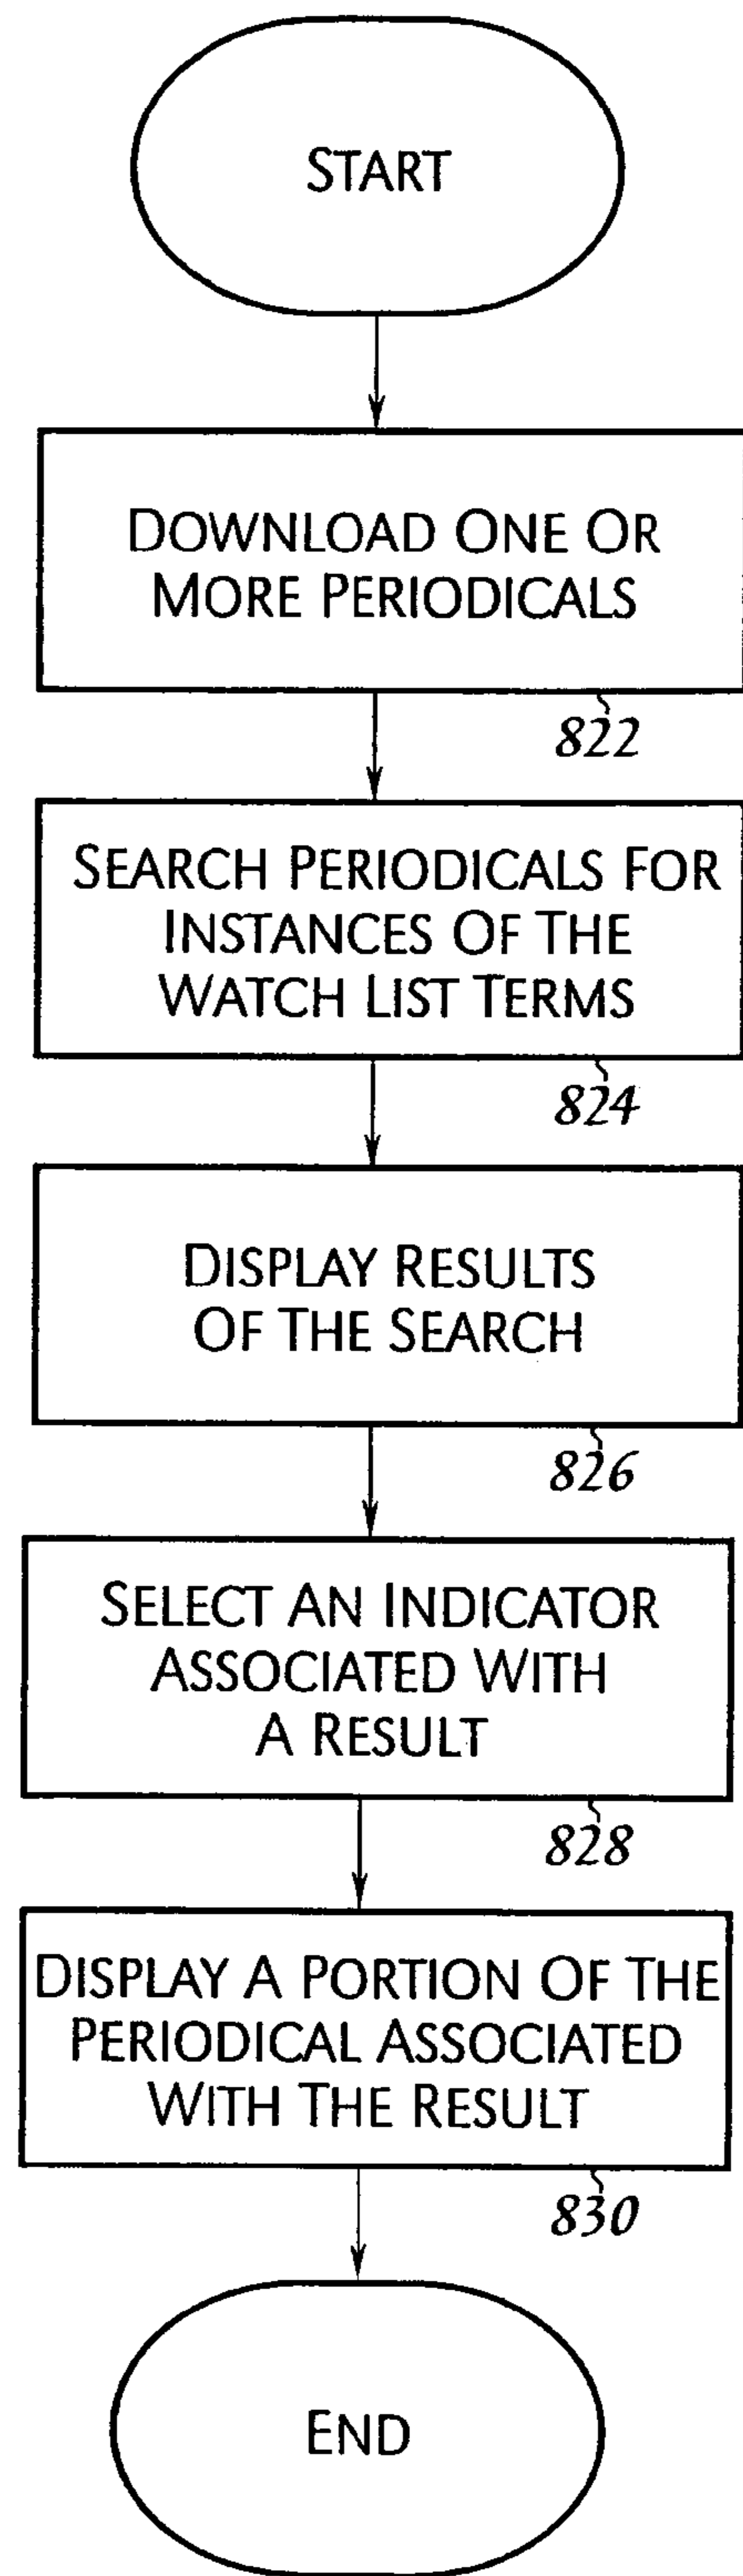 START
DOWNLOAD ONE OR
MORE PERIODICALS
822
SEARCH PERIODICALS FOR
INSTANCES OF THE
WATCH LIST TERMS
824
DISPLAY RESULTS
OF THE SEARCH
826
SELECT AN INDICATOR
ASSOCIATED WITH
A RESULT
828
DISPLAY A PORTION OF THE
PERIODICAL ASSOCIATED
WITH THE RESULT
830
END